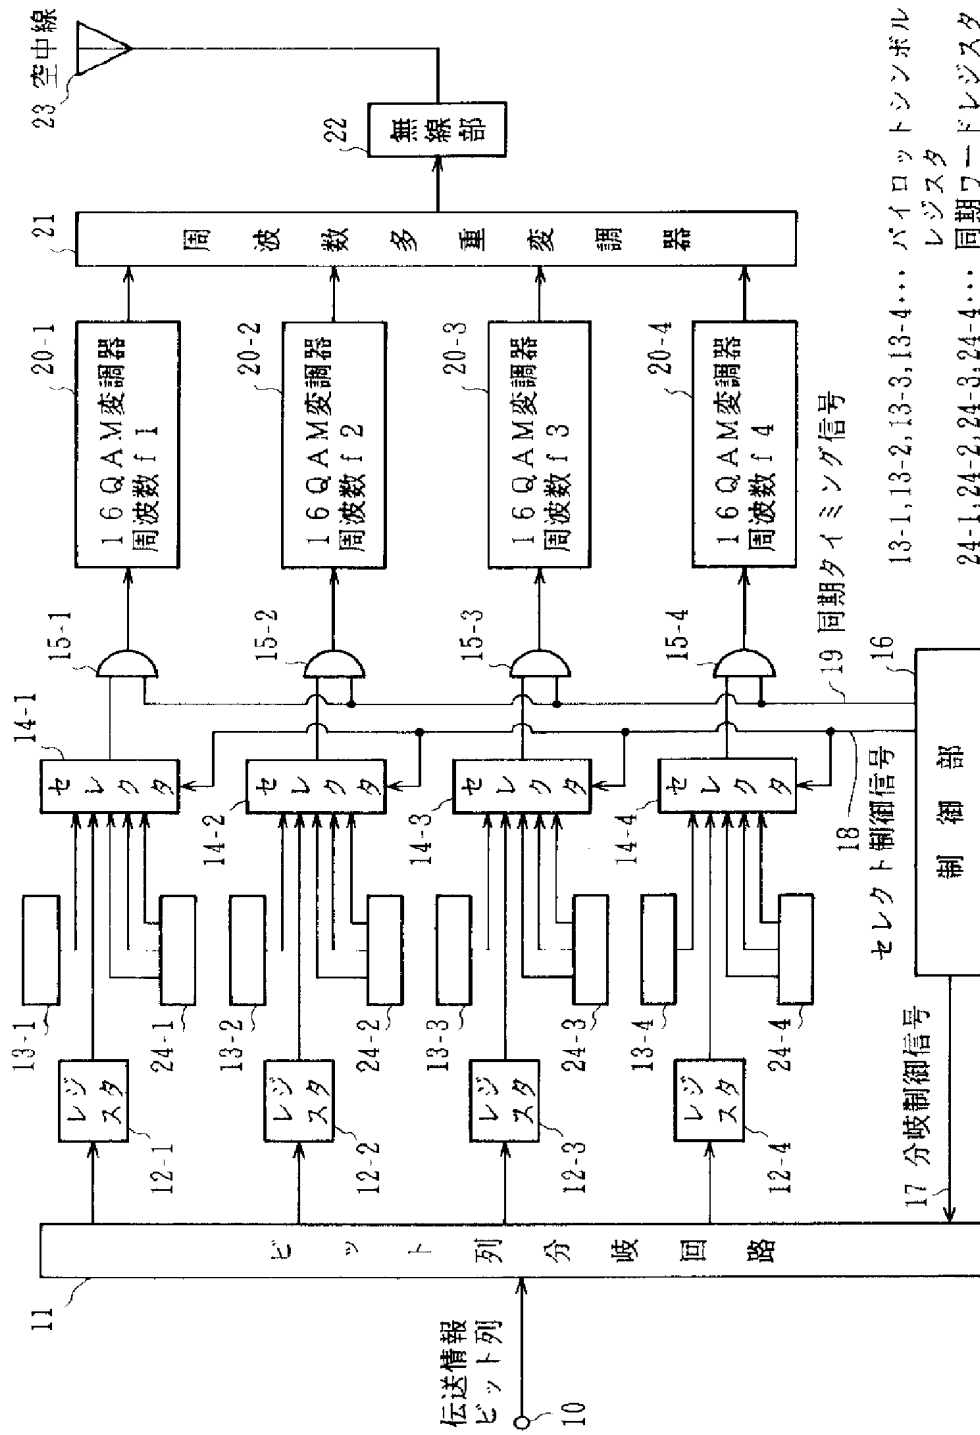 伝送情報
ビット列
10
11
ビット列分岐回路
17 分岐制御信号
レジ
スタ
12-1
レジ
スタ
12-2
レジ
スタ
12-3
レジ
スタ
12-4
13-1
24-1
13-2
24-2
13-3
24-3
13-4
24-4
セレクタ
14-1
セレクタ
14-2
セレクタ
14-3
セレクタ
14-4
セレクト制御信号
18
制御部
16
19 同期タイミング信号
15-1
15-2
15-3
15-4
16QAM変調器
周波数f1
20-1
16QAM変調器
周波数f2
20-2
16QAM変調器
周波数f3
20-3
16QAM変調器
周波数f4
20-4
21
周波数多重変調器
22
無線部
23 空中線
13-1,13-2,13-3,13-4… パイロットシンボル
レジスタ
24-1,24-2,24-3,24-4… 同期ワードレジスタ